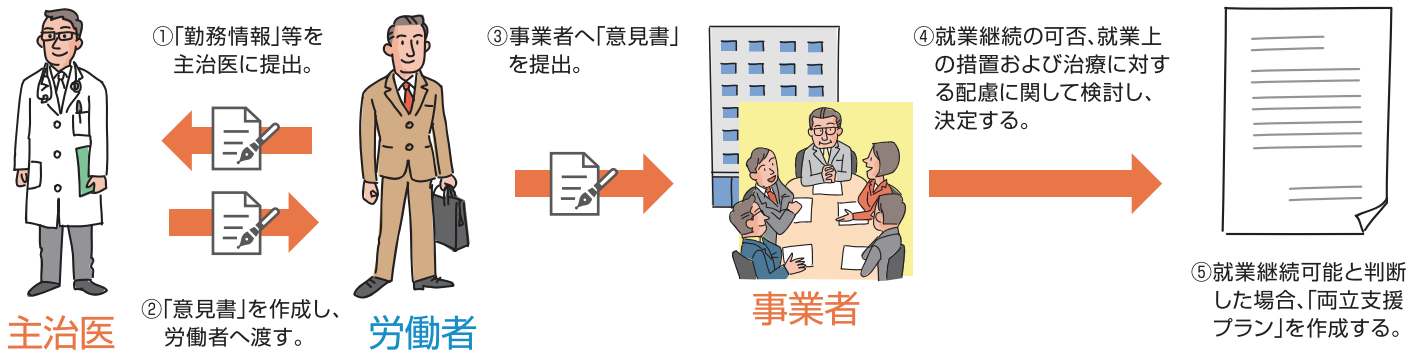 ①｢勤務情報｣等を
主治医に提出。
②｢意見書｣を作成し、
労働者へ渡す。
主治医
労働者
③事業者へ｢意見書｣
を提出。
事業者
④就業継続の可否、就業上
の措置および治療に対す
る配慮に関して検討し、
決定する。
⑤就業継続可能と判断
した場合、｢両立支援
プラン｣を作成する。